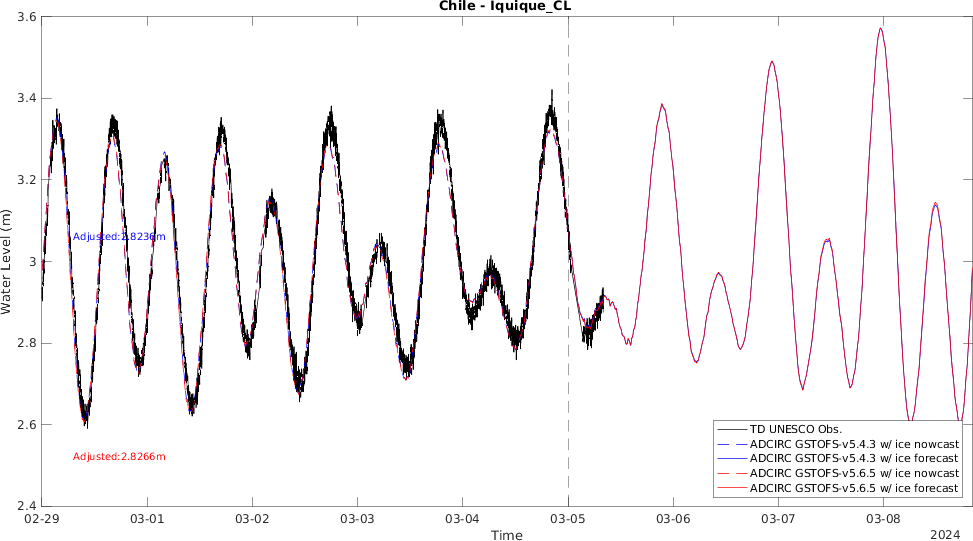 Chile - Iquique_CL
3.6
3.4
3.2
3
2.8
2.6
2.4
Water Level (m)
Adjusted:2.8236m
Adjusted:2.8266m
TD UNESCO Obs.
ADCIRC GSTOFS-v5.4.3 w/ ice nowcast
ADCIRC GSTOFS-v5.4.3 w/ ice forecast
ADCIRC GSTOFS-v5.6.5 w/ ice nowcast
ADCIRC GSTOFS-v5.6.5 w/ ice forecast
02-29 03-01 03-02 03-03 03-04 03-05 03-06 03-07 03-08
Time
2024